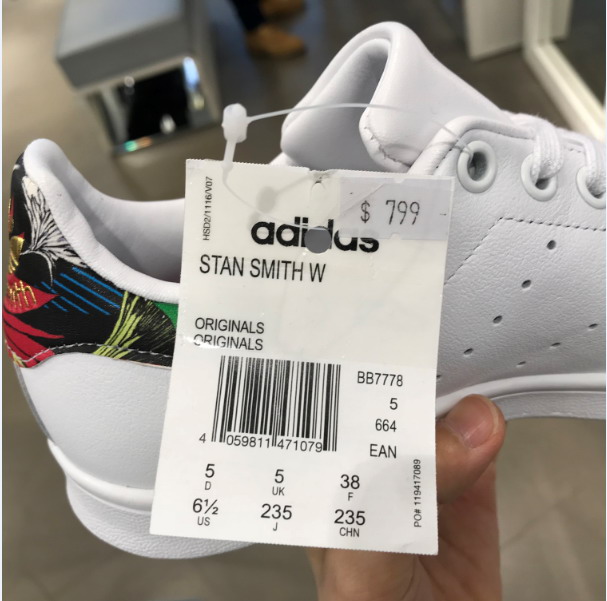 HSD2/1116/V07
$ 799
adidas
STAN SMITH W
ORIGINALS
ORIGINALS
BB7778
5
664
4 059811 471079
EAN
5 5 38
D UK F
6½ 235 235
US J CHN
PO# 119417089